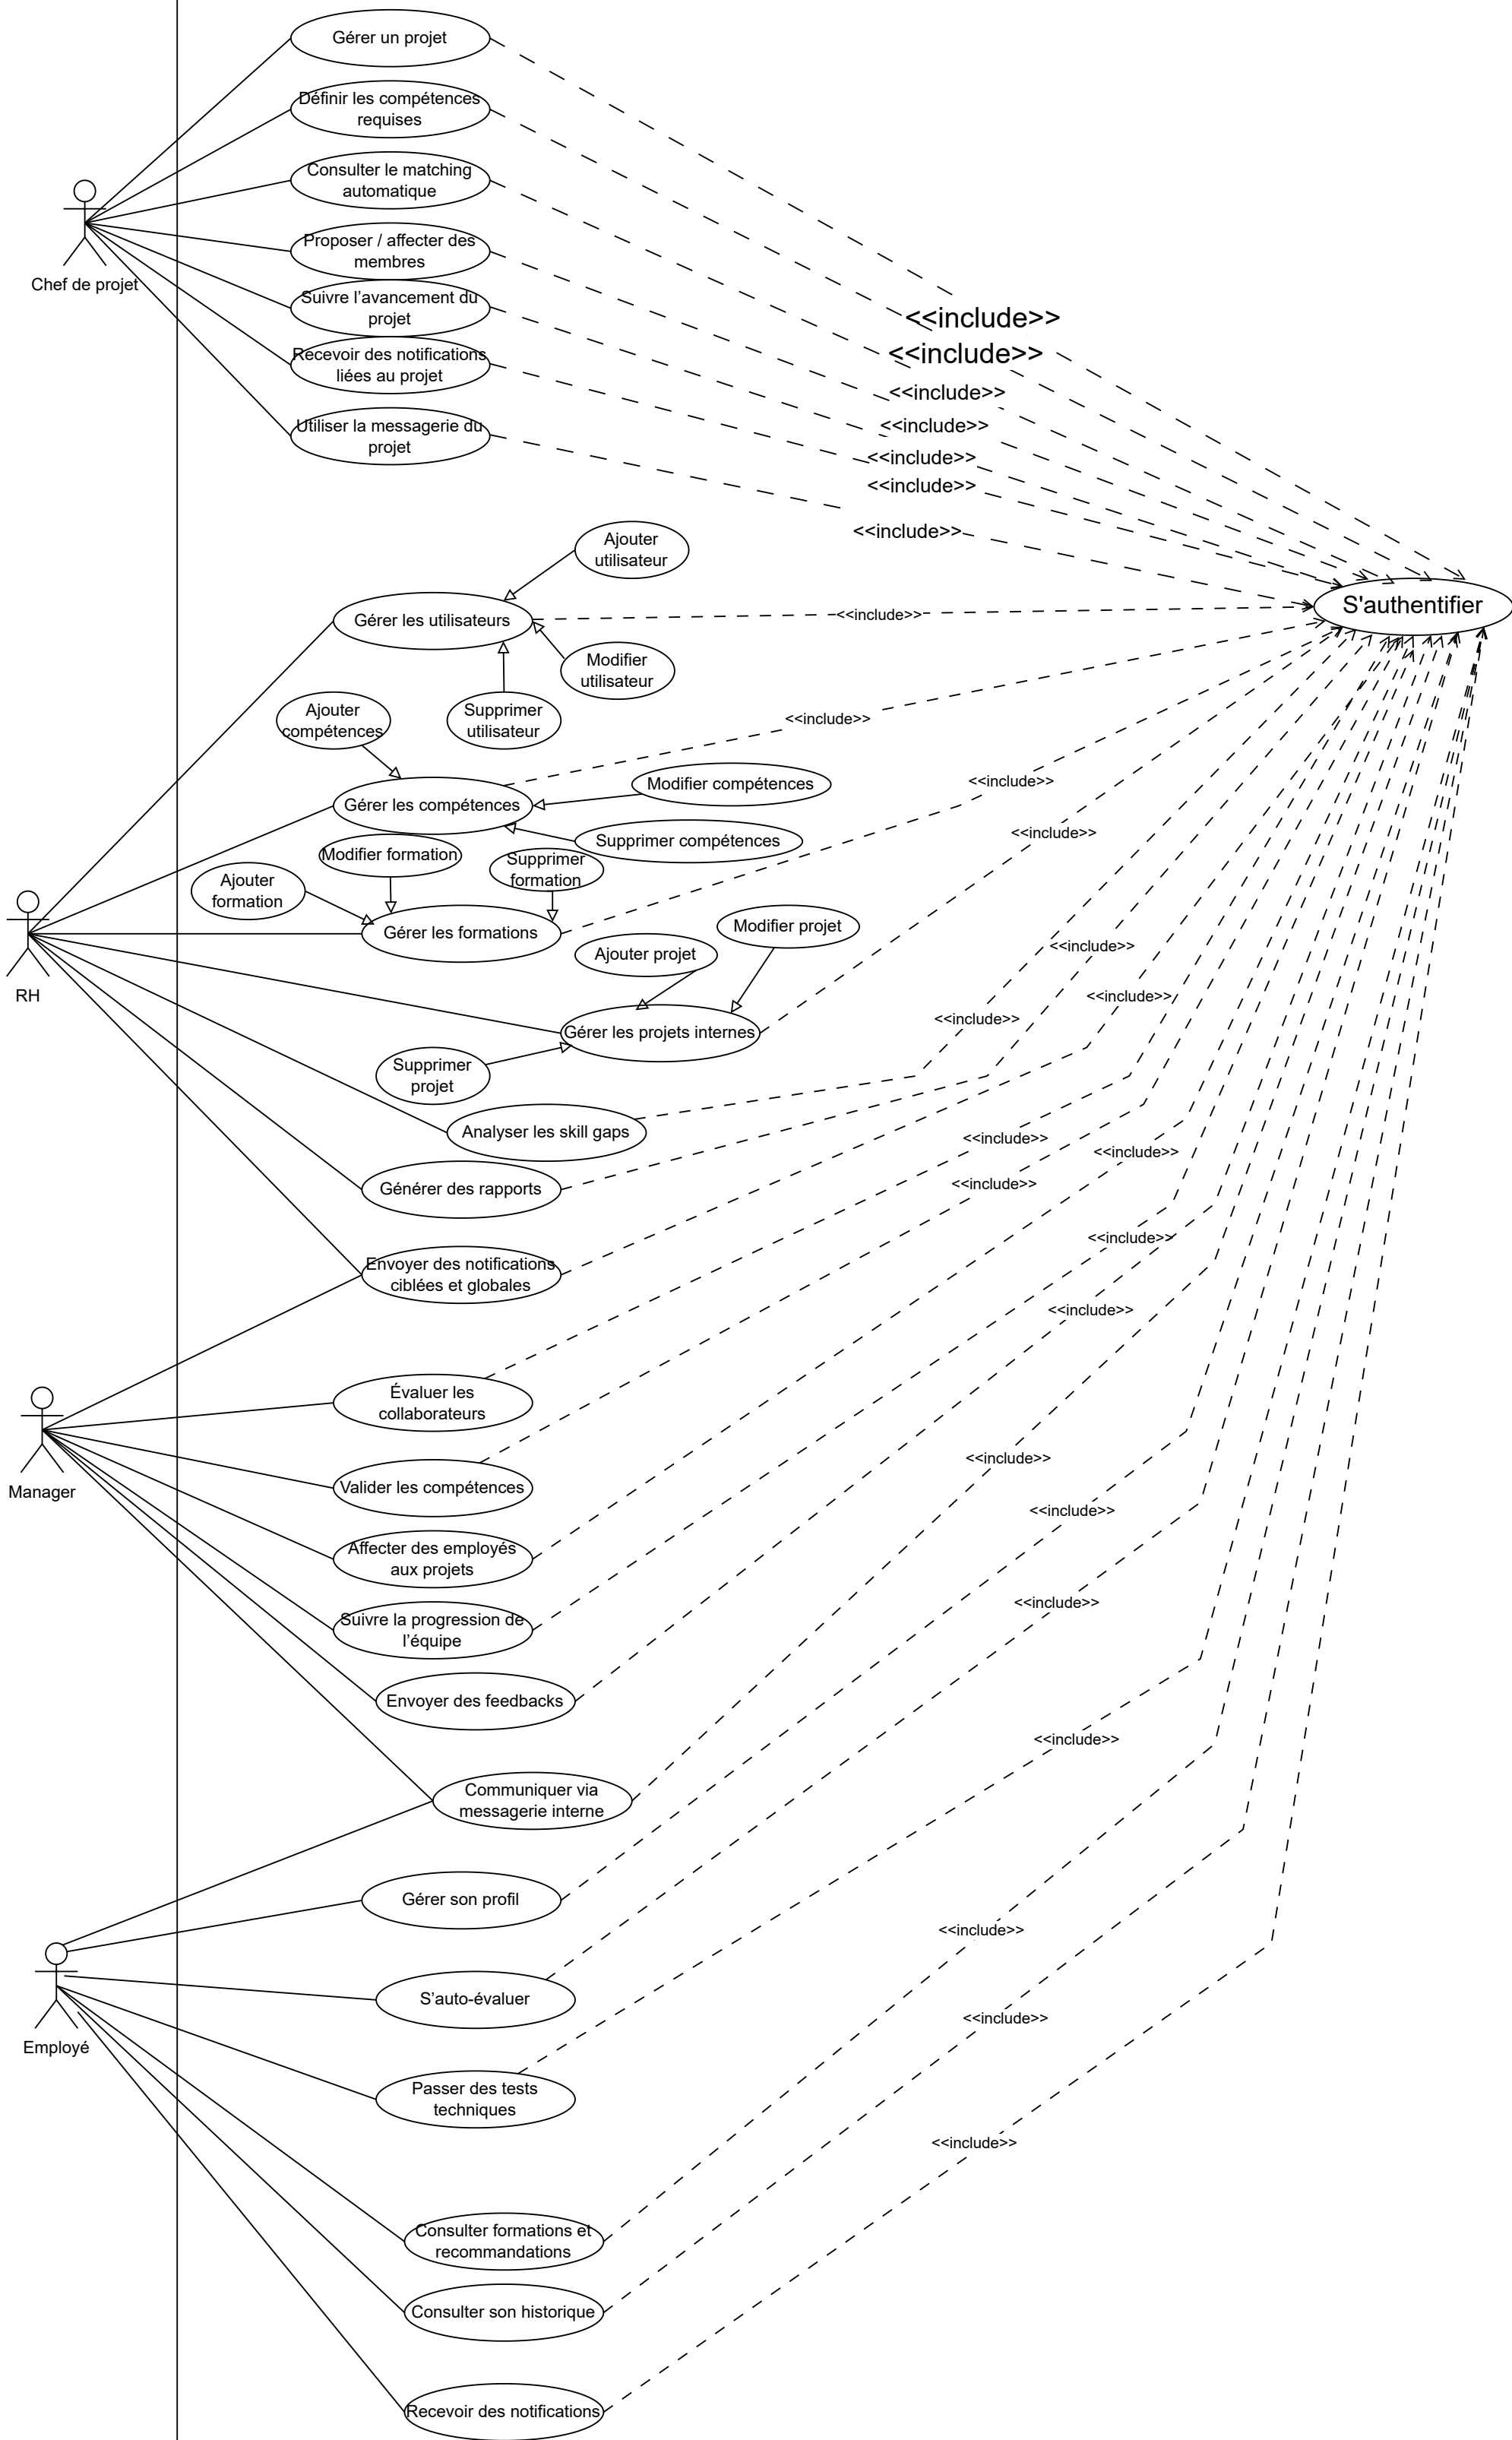 Gérer un projet
Définir les compétences
requises
Consulter le matching
automatique
Proposer / affecter des
membres
Chef de projet
Suivre l’avancement du
projet
<<include>>
Recevoir des notifications
liées au projet
<<include>>
<<include>>
Utiliser la messagerie du
projet
<<include>>
<<include>>
<<include>>
<<include>>
Ajouter
utilisateur
S'authentifier
Gérer les utilisateurs
<<include>>
Modifier
utilisateur
Ajouter
compétences
Supprimer
utilisateur
<<include>>
Modifier compétences
<<include>>
Gérer les compétences
<<include>>
Supprimer compétences
Modifier formation
Supprimer
formation
Ajouter
formation
Gérer les formations
Modifier projet
Ajouter projet
<<include>>
RH
<<include>>
<<include>>
Gérer les projets internes
Supprimer
projet
Analyser les skill gaps
<<include>>
<<include>>
Générer des rapports
<<include>>
<<include>>
Envoyer des notifications
ciblées et globales
<<include>>
Évaluer les
collaborateurs
<<include>>
Manager
Valider les compétences
<<include>>
Affecter des employés
aux projets
<<include>>
Suivre la progression de
l’équipe
Envoyer des feedbacks
<<include>>
Communiquer via
messagerie interne
Gérer son profil
<<include>>
S’auto-évaluer
<<include>>
Employé
Passer des tests
techniques
<<include>>
Consulter formations et
recommandations
Consulter son historique
Recevoir des notifications